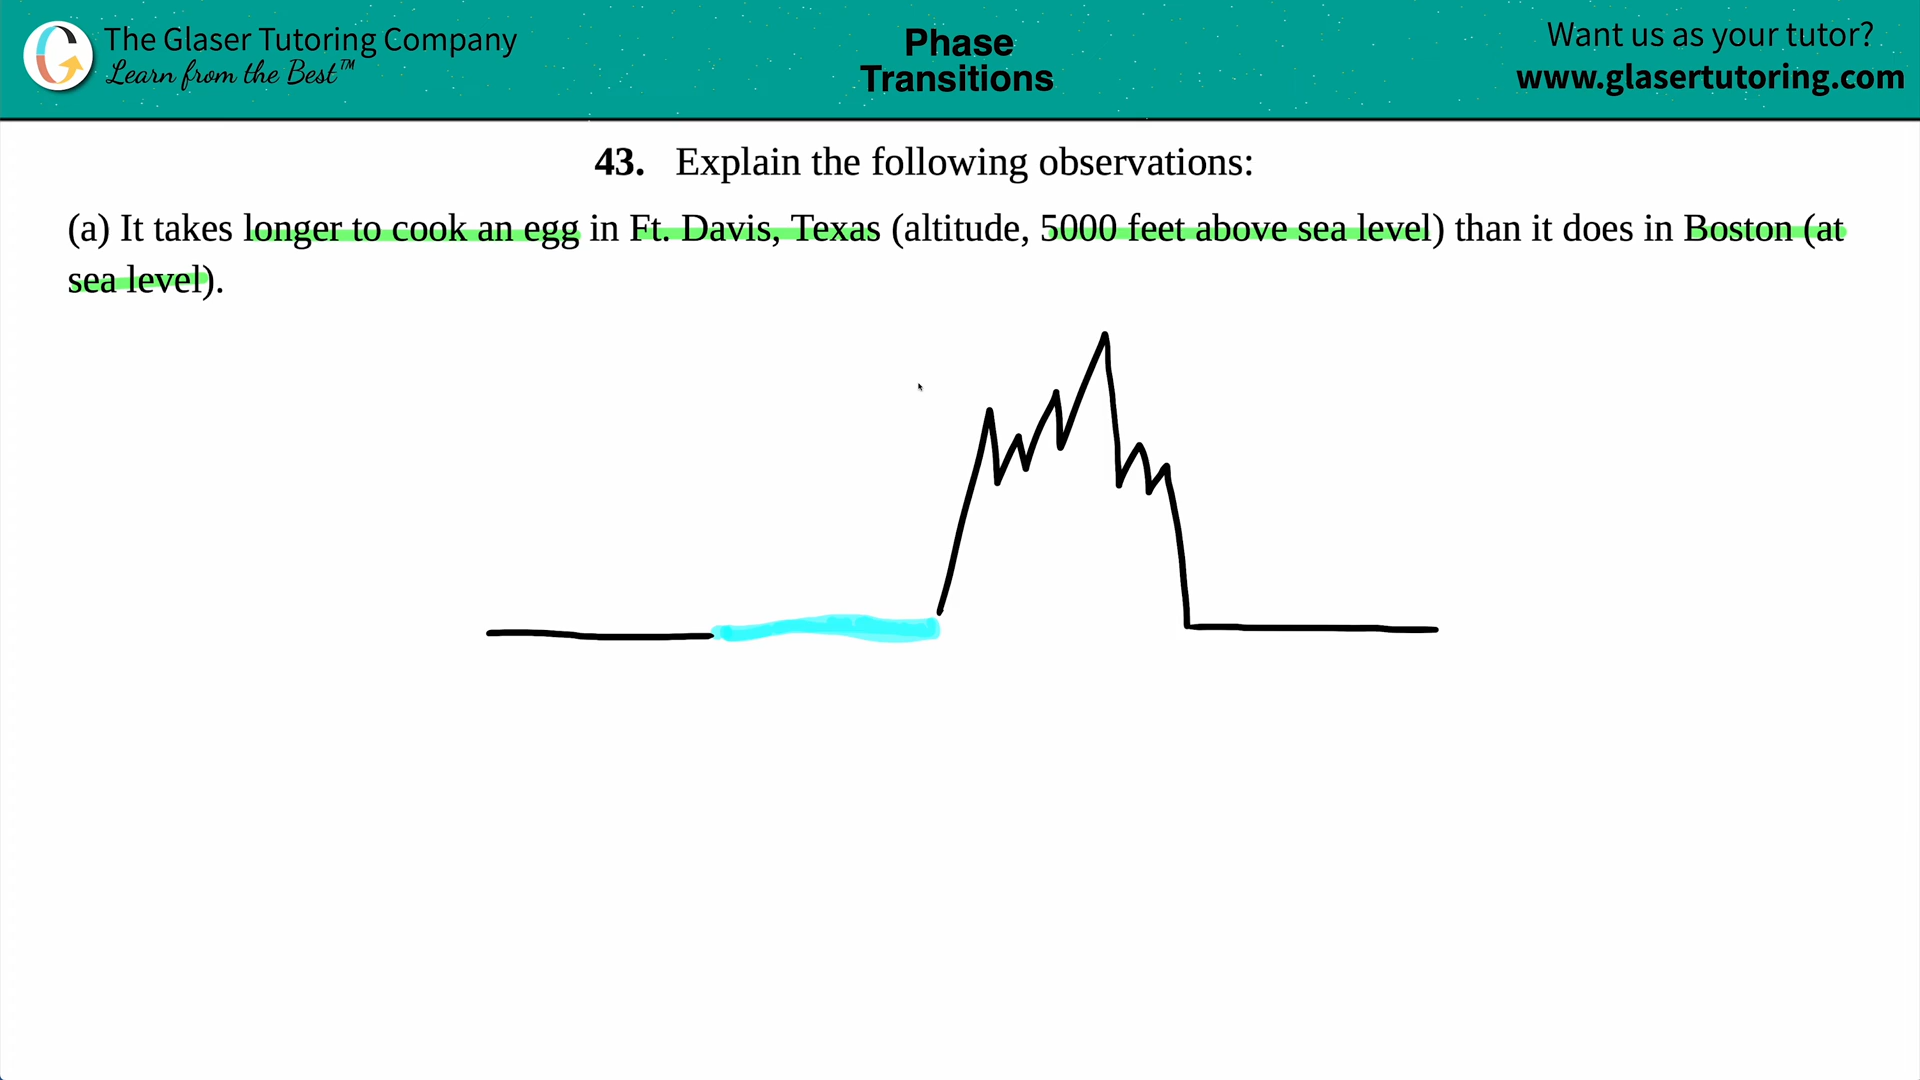 The Glaser Tutoring Company
Learn from the Best™
Phase
Transitions
Want us as your tutor?
www.glasertutoring.com
43. Explain the following observations:
(a) It takes longer to cook an egg in Ft. Davis, Texas (altitude, 5000 feet above sea level) than it does in Boston (at
sea level).